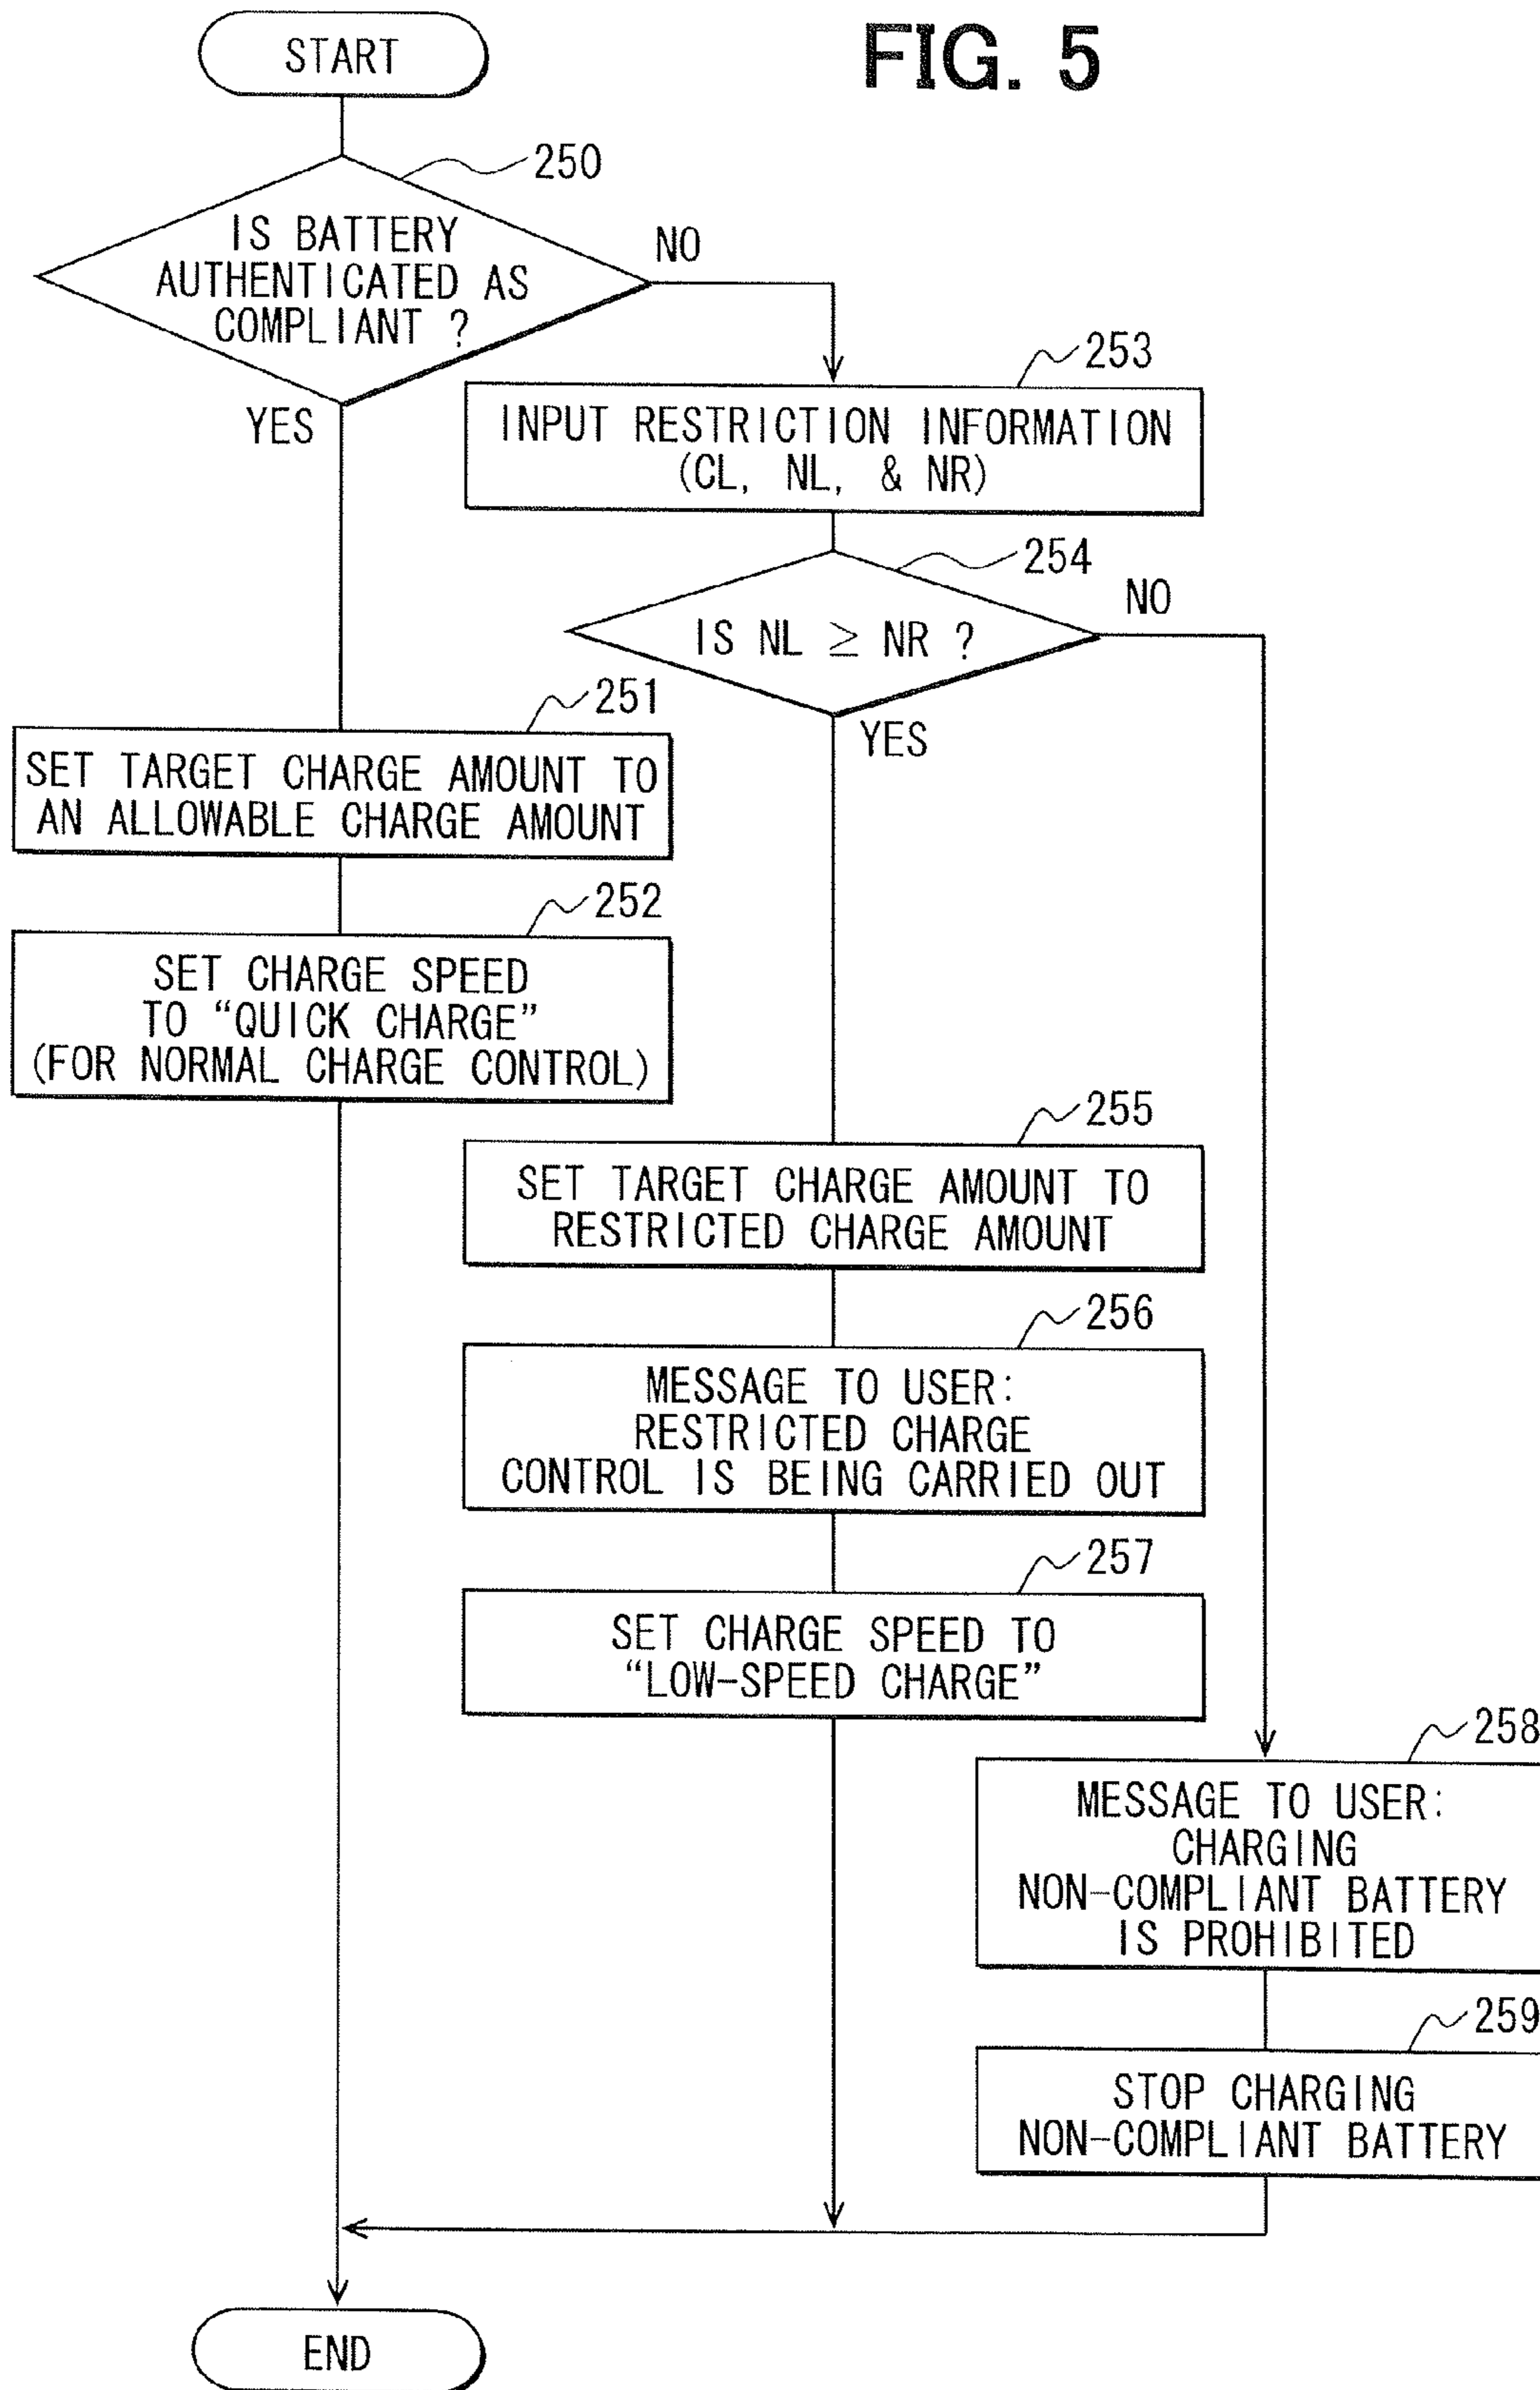 FIG. 5
START
250
IS BATTERY
AUTHENTICATED AS
COMPLIANT ?
NO
YES
253
INPUT RESTRICTION INFORMATION
(CL, NL, & NR)
254
IS NL ≥ NR ?
NO
YES
251
SET TARGET CHARGE AMOUNT TO
AN ALLOWABLE CHARGE AMOUNT
252
SET CHARGE SPEED
TO “QUICK CHARGE”
(FOR NORMAL CHARGE CONTROL)
255
SET TARGET CHARGE AMOUNT TO
RESTRICTED CHARGE AMOUNT
256
MESSAGE TO USER:
RESTRICTED CHARGE
CONTROL IS BEING CARRIED OUT
257
SET CHARGE SPEED TO
“LOW-SPEED CHARGE”
258
MESSAGE TO USER:
CHARGING
NON-COMPLIANT BATTERY
IS PROHIBITED
259
STOP CHARGING
NON-COMPLIANT BATTERY
END